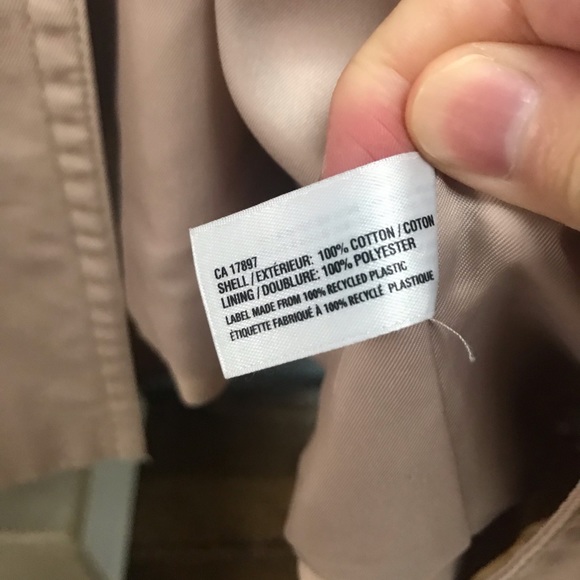 CA 17897
SHELL / EXTÉRIEUR: 100% COTTON / COTON
LINING / DOUBLURE: 100% POLYESTER
LABEL MADE FROM 100% RECYCLED PLASTIC
ÉTIQUETTE FABRIQUÉ À 100% RECYCLÉ PLASTIQUE